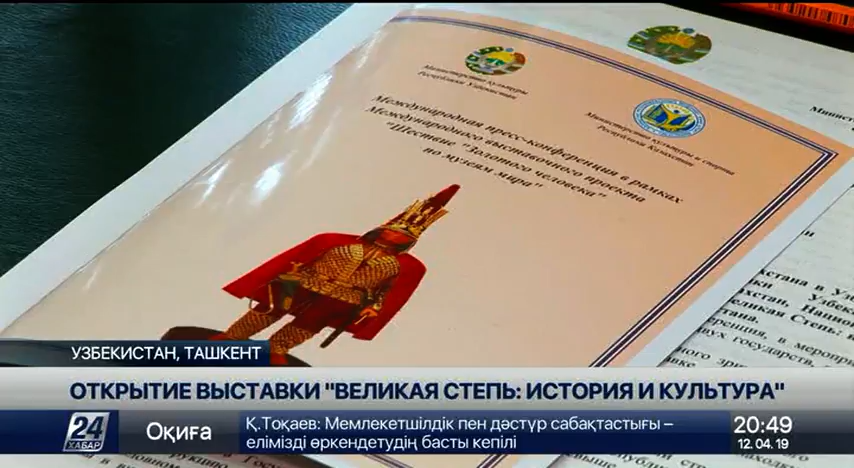 Министерство культуры
Республики Узбекистан
Министерство культуры и спорта
Республики Казахстан
Международная пресс-конференция в рамках
Международного выставочного проекта
"Шествие "Золотого человека"
по музеям мира"
УЗБЕКИСТАН, ТАШКЕНТ
ОТКРЫТИЕ ВЫСТАВКИ "ВЕЛИКАЯ СТЕПЬ: ИСТОРИЯ И КУЛЬТУРА"
24
ХАБАР
Оқиға
Қ.Тоқаев: Мемлекетшілдік пен дәстүр сабақтастығы –
елімізді өркендетудің басты кепілі
20:49
12.04.19